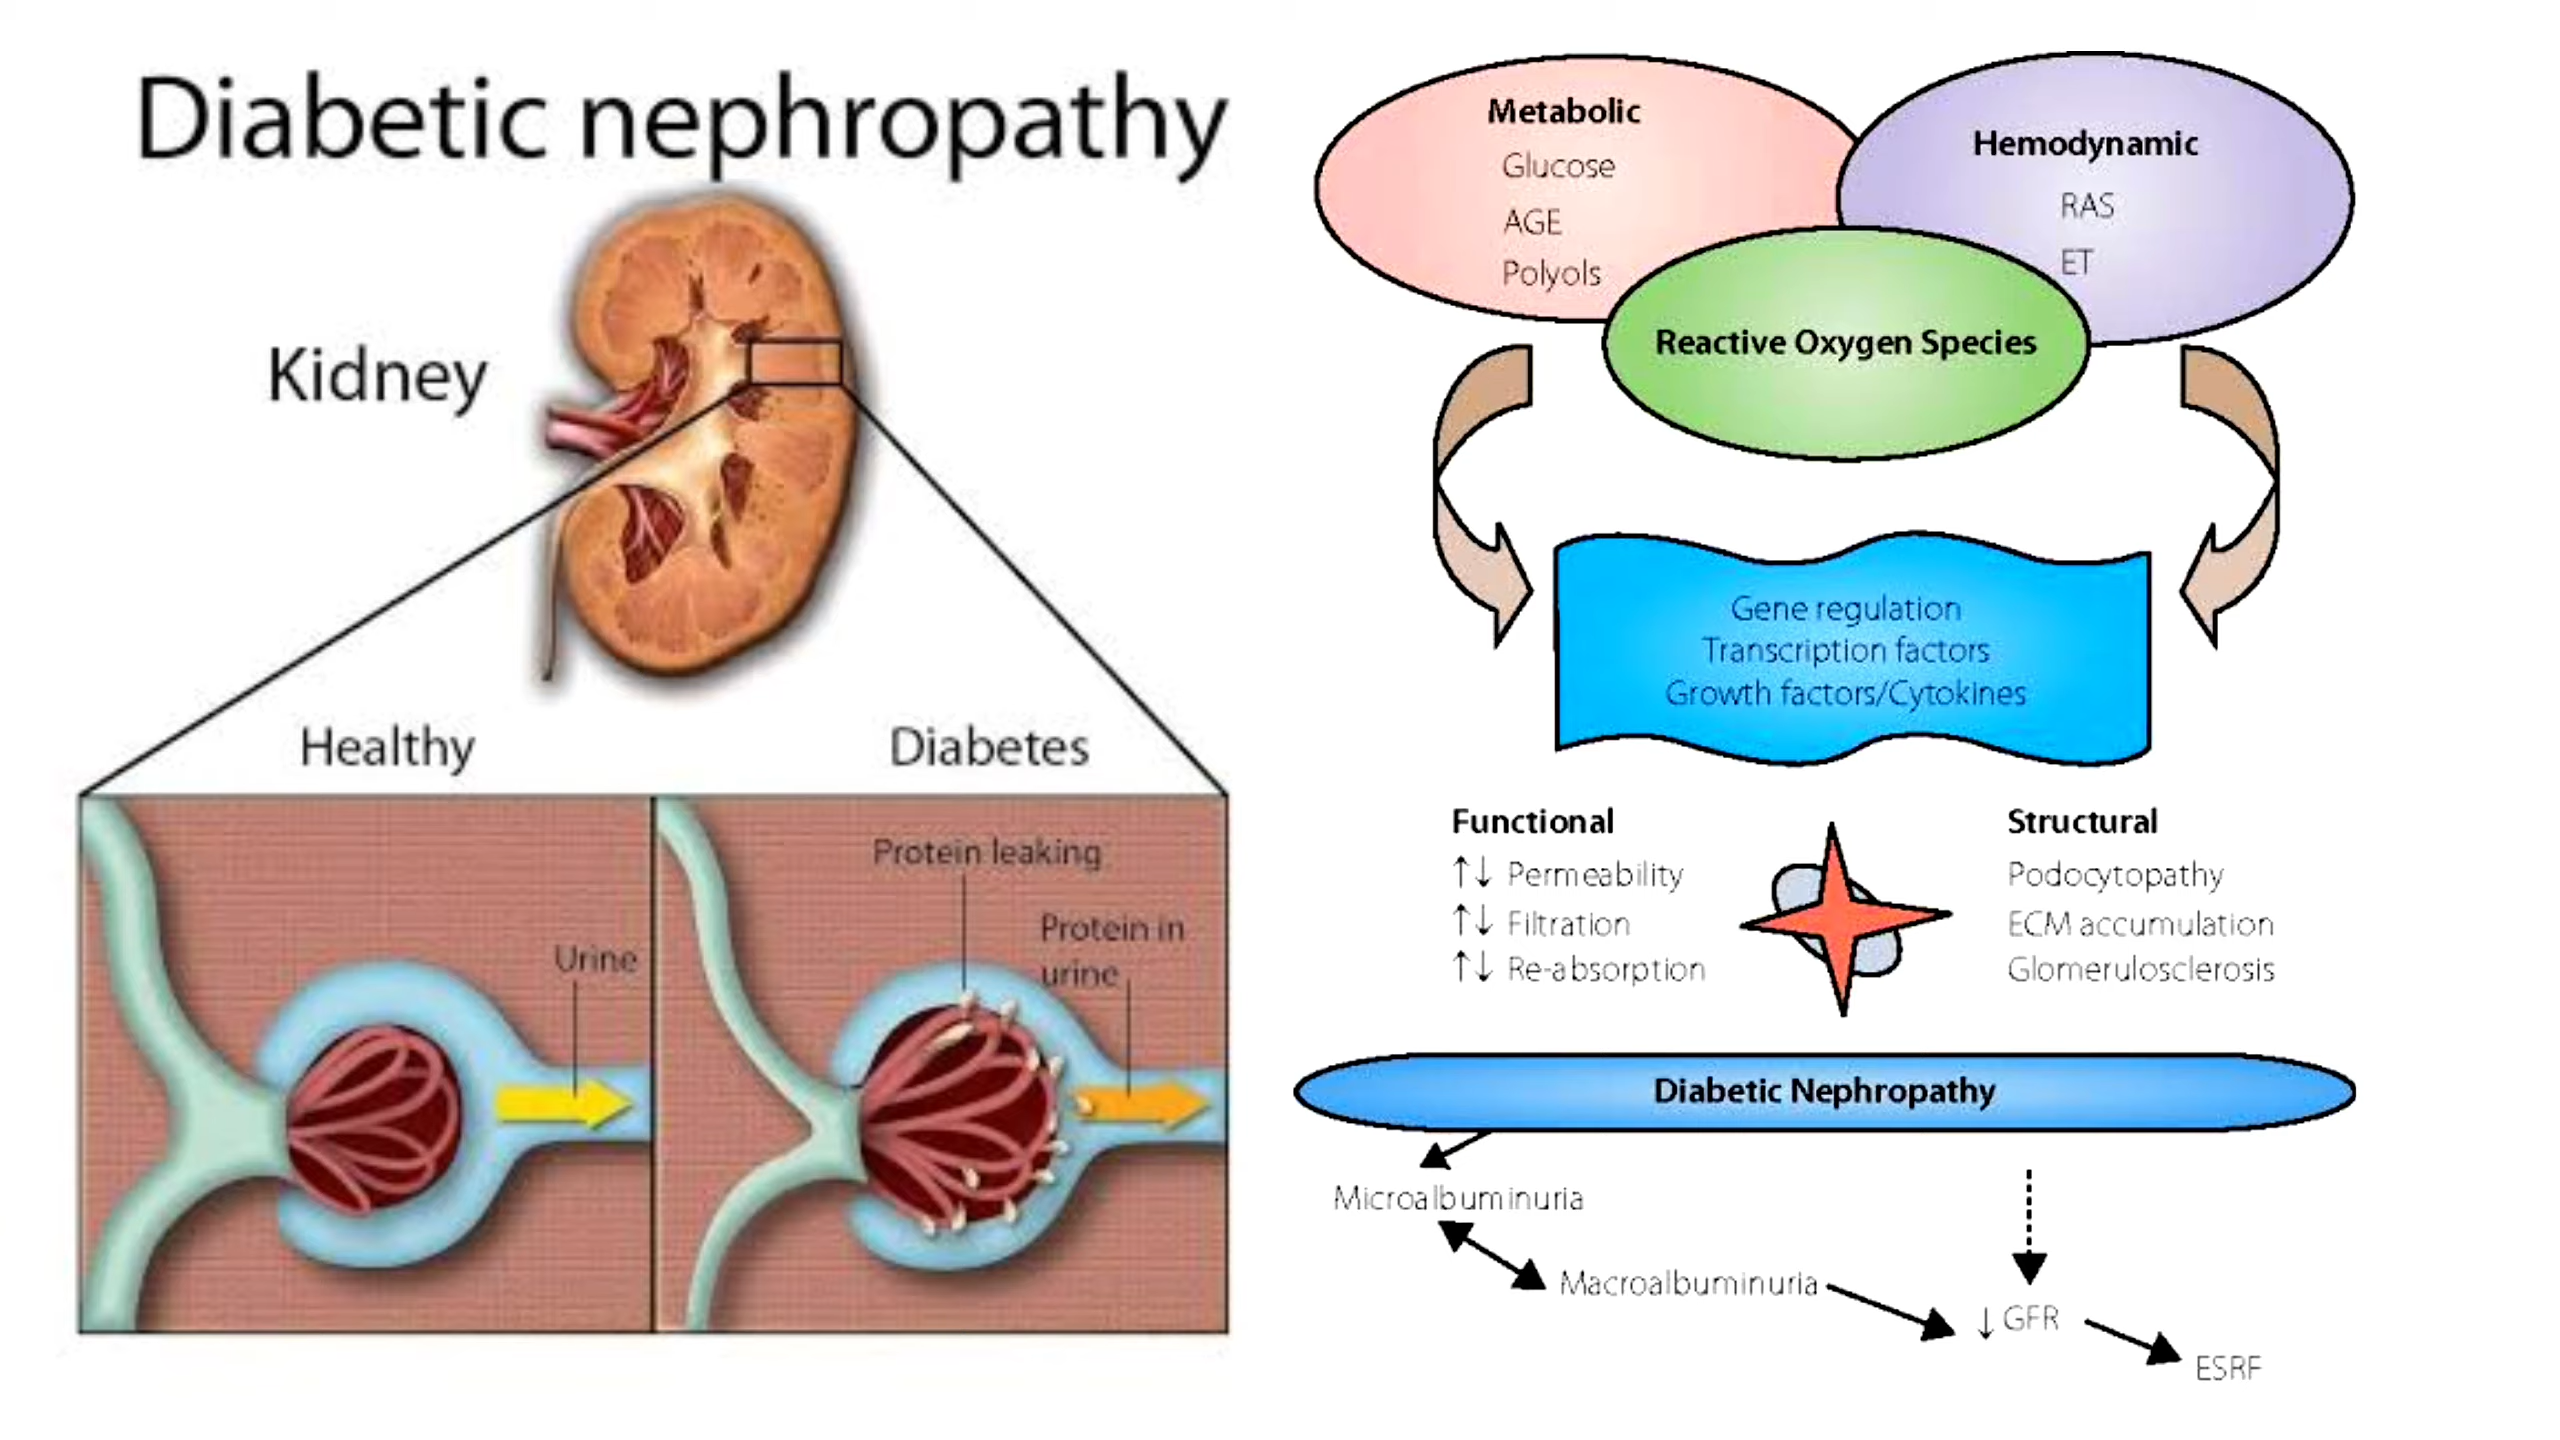 Diabetic nephropathy
Kidney
Healthy
Diabetes
Protein leaking
Protein in
urine
Urine
Metabolic
Glucose
AGE
Polyols
Hemodynamic
RAS
ET
Reactive Oxygen Species
Gene regulation
Transcription factors
Growth factors/Cytokines
Functional
↑↓ Permeability
↑↓ Filtration
↑↓ Re-absorption
Structural
Podocytopathy
ECM accumulation
Glomerulosclerosis
Diabetic Nephropathy
Microalbuminuria
Macroalbuminuria
↓ GFR
ESRF